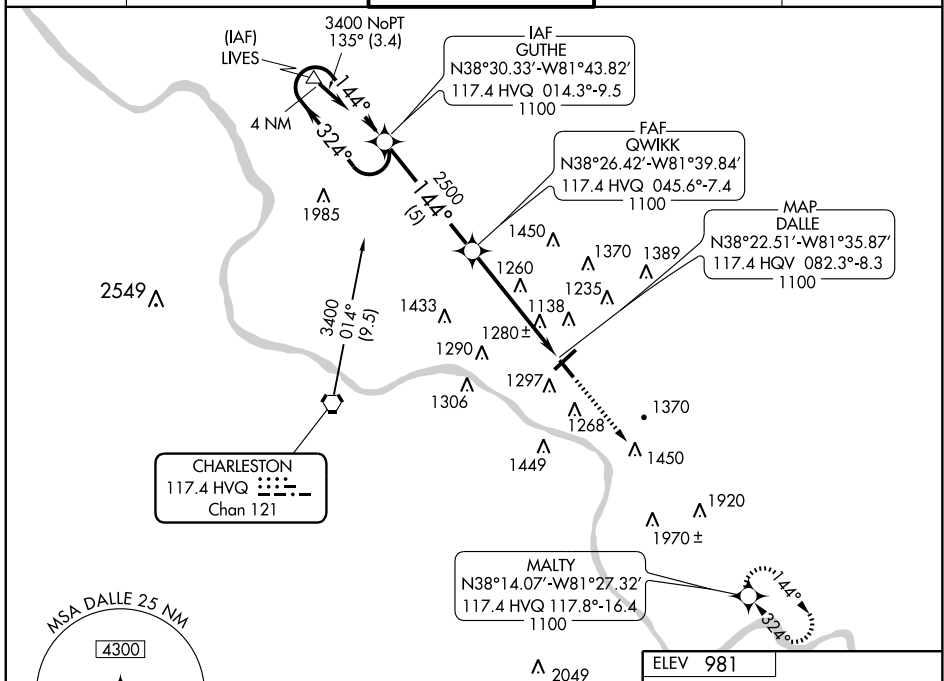 (IAF)
LIVES
3400 NoPT
135° (3.4)
4 NM
144°
324°
IAF
GUTHE
N38°30.33′-W81°43.82′
117.4 HVQ 014.3°-9.5
1100
FAF
QWIKK
N38°26.42′-W81°39.84′
117.4 HVQ 045.6°-7.4
1100
MAP
DALLE
N38°22.51′-W81°35.87′
117.4 HQV 082.3°-8.3
1100
2500
144°
(5)
1985
1450
1370
1389
1260
1235
2549
1433
1138
1280 ±
3400
014°
(9.5)
1290
1297
1306
1268
1370
1449
1450
CHARLESTON
117.4 HVQ
Chan 121
1920
1970 ±
MALTY
N38°14.07′-W81°27.32′
117.4 HVQ 117.8°-16.4
1100
144°
324°
MSA DALLE 25 NM
4300
2049
ELEV 981